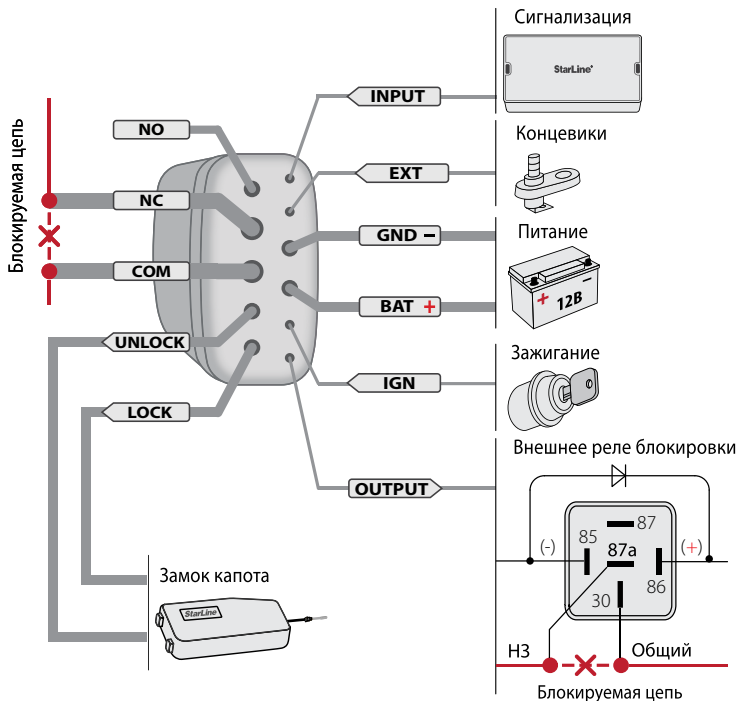 Сигнализация
StarLine®
INPUT
NO
Концевики
EXT
Блокируемая цепь
NC
GND –
Питание
COM
BAT +
+ 12В –
UNLOCK
Зажигание
IGN
LOCK
Внешнее реле блокировки
OUTPUT
87
85
87a
(-)
(+)
86
30
Замок капота
StarLine
НЗ
Общий
Блокируемая цепь